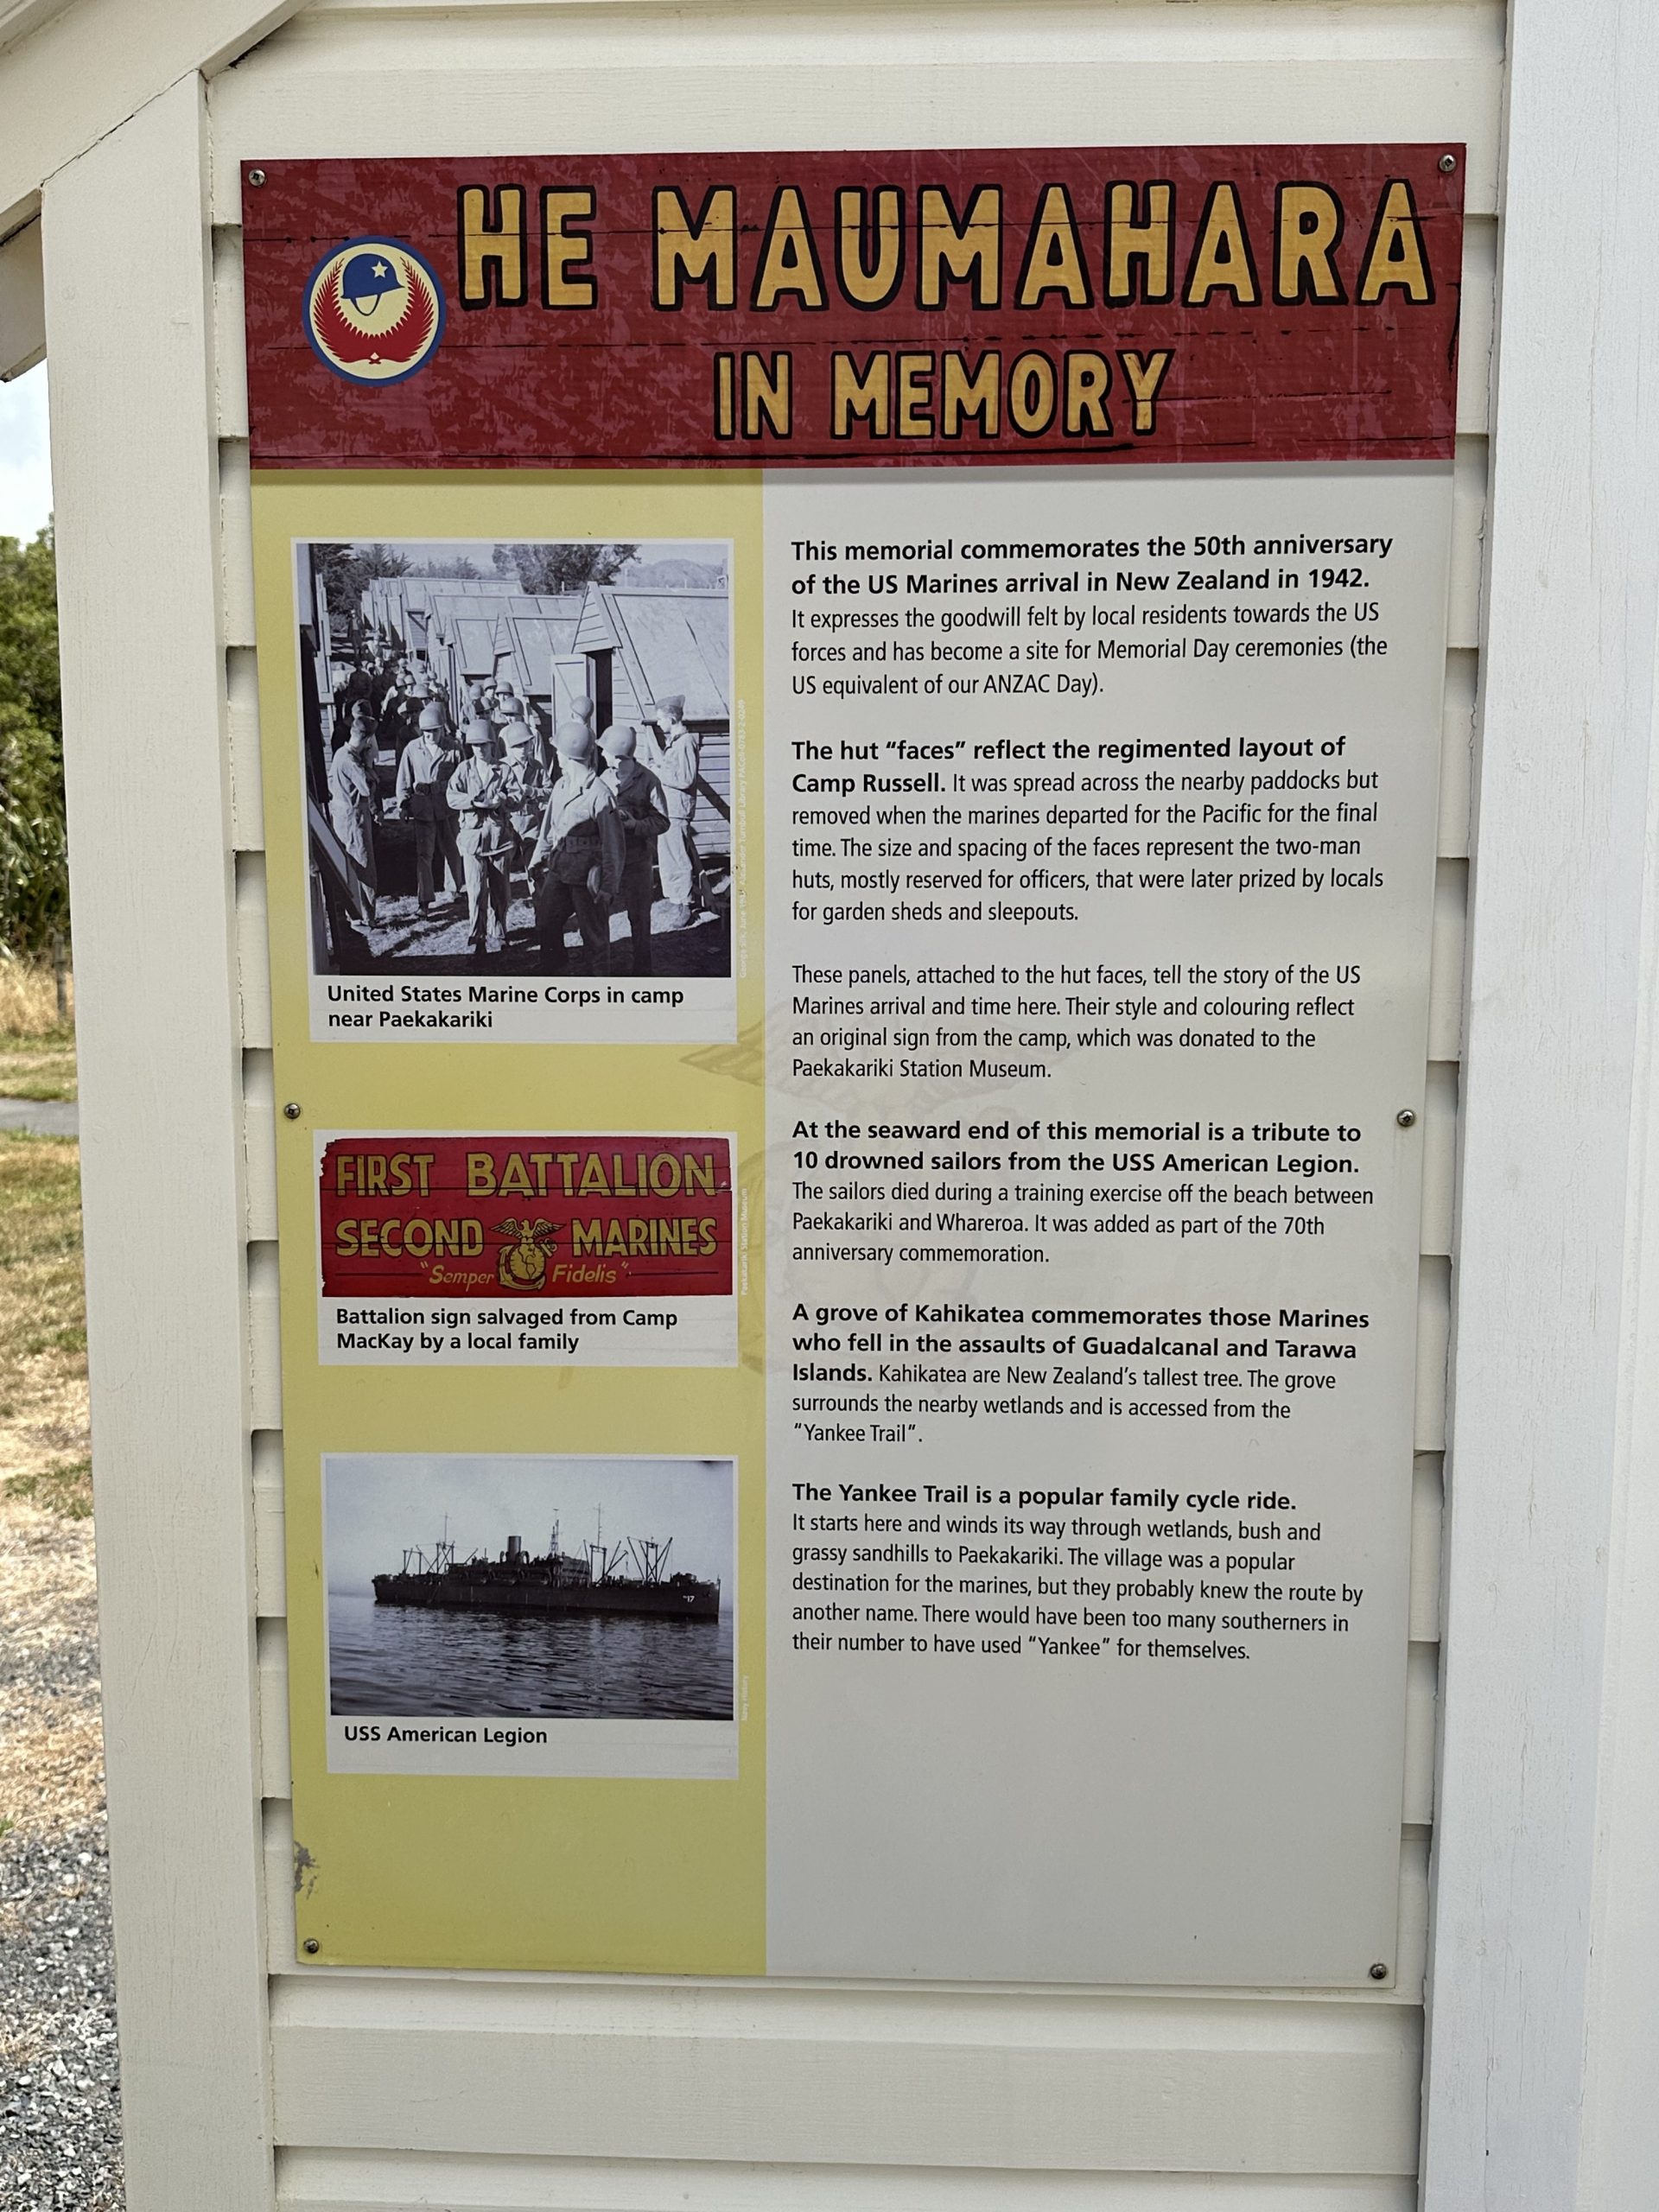 HE MAUMAHARA
IN MEMORY
United States Marine Corps in camp
near Paekakariki
FIRST BATTALION
SECOND MARINES
"Semper Fidelis"
Paekakariki Station Museum
Battalion sign salvaged from Camp
MacKay by a local family
"17
Navy History
USS American Legion
This memorial commemorates the 50th anniversary
of the US Marines arrival in New Zealand in 1942.
It expresses the goodwill felt by local residents towards the US
forces and has become a site for Memorial Day ceremonies (the
US equivalent of our ANZAC Day).
The hut “faces” reflect the regimented layout of
Camp Russell. It was spread across the nearby paddocks but
removed when the marines departed for the Pacific for the final
time. The size and spacing of the faces represent the two-man
huts, mostly reserved for officers, that were later prized by locals
for garden sheds and sleepouts.
These panels, attached to the hut faces, tell the story of the US
Marines arrival and time here. Their style and colouring reflect
an original sign from the camp, which was donated to the
Paekakariki Station Museum.
At the seaward end of this memorial is a tribute to
10 drowned sailors from the USS American Legion.
The sailors died during a training exercise off the beach between
Paekakariki and Whareroa. It was added as part of the 70th
anniversary commemoration.
A grove of Kahikatea commemorates those Marines
who fell in the assaults of Guadalcanal and Tarawa
Islands. Kahikatea are New Zealand’s tallest tree. The grove
surrounds the nearby wetlands and is accessed from the
“Yankee Trail”.
The Yankee Trail is a popular family cycle ride.
It starts here and winds its way through wetlands, bush and
grassy sandhills to Paekakariki. The village was a popular
destination for the marines, but they probably knew the route by
another name. There would have been too many southerners in
their number to have used “Yankee” for themselves.